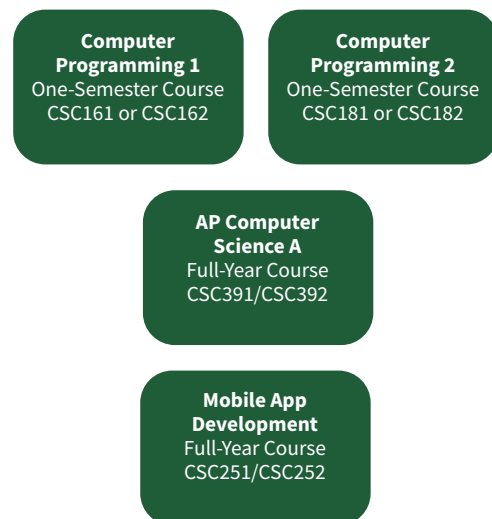 Computer
Programming 1
One-Semester Course
CSC161 or CSC162
Computer
Programming 2
One-Semester Course
CSC181 or CSC182
AP Computer
Science A
Full-Year Course
CSC391/CSC392
Mobile App
Development
Full-Year Course
CSC251/CSC252